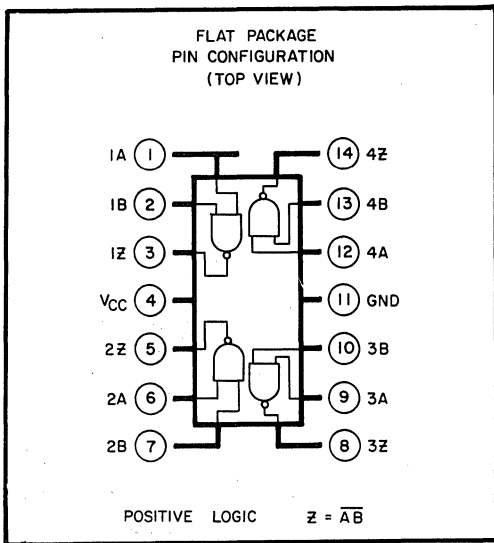 FLAT PACKAGE
PIN CONFIGURATION
(TOP VIEW)
1A 1 14 4Z
1B 2 13 4B
1Z 3 12 4A
VCC 4 11 GND
2Z 5 10 3B
2A 6 9 3A
2B 7 8 3Z
POSITIVE LOGIC Z = A̅B̅